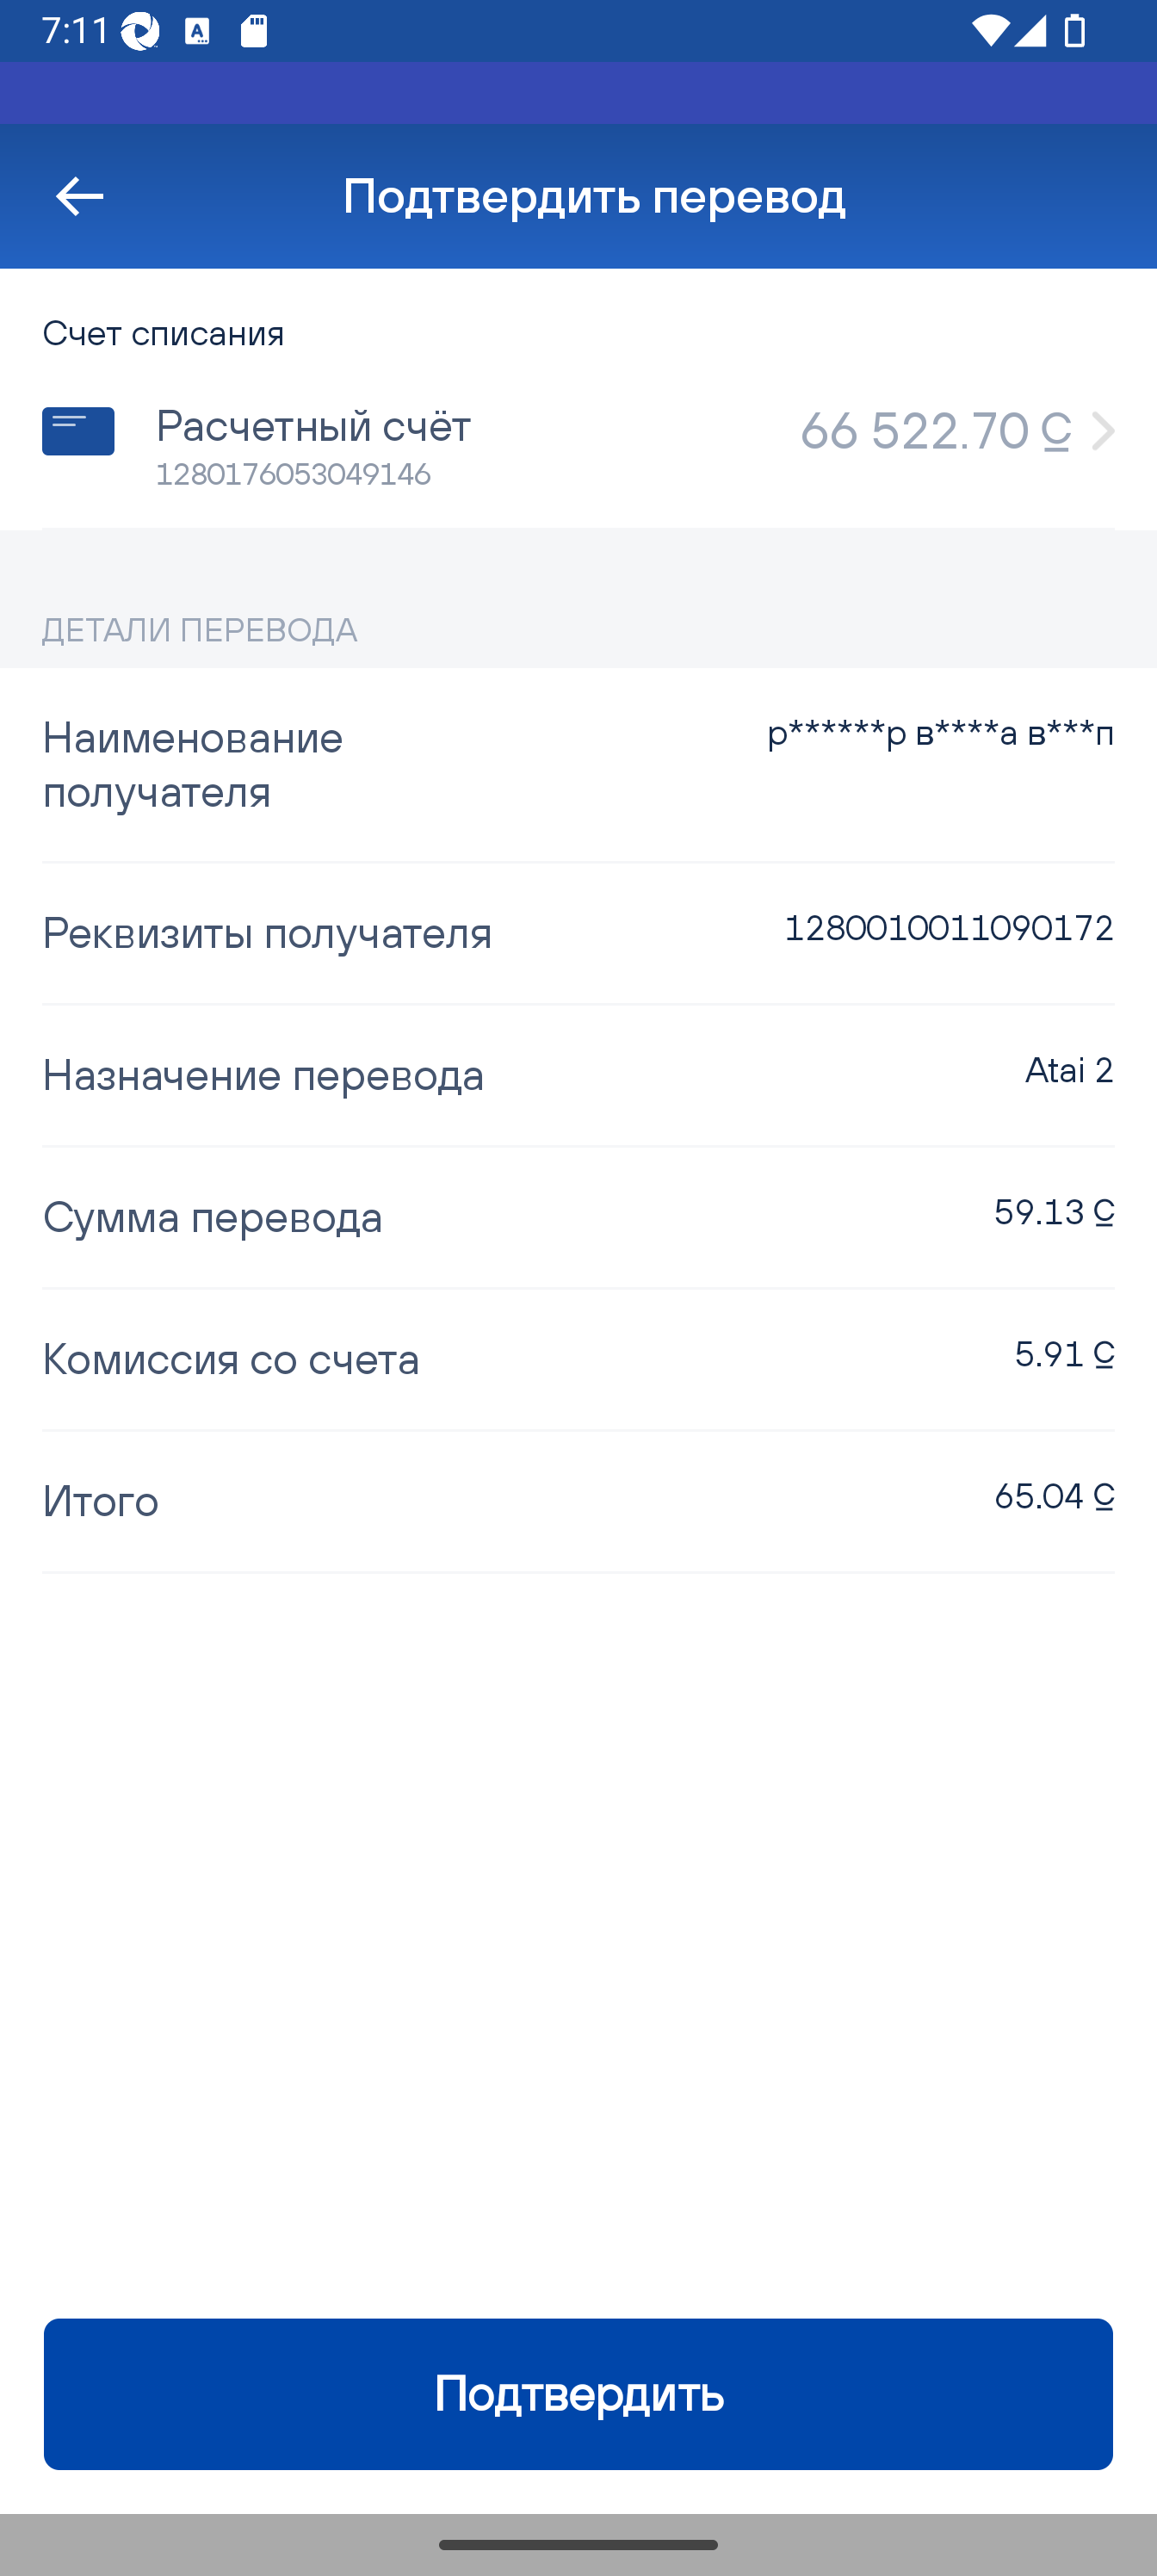 7:11
Подтвердить перевод
Счет списания
Расчетный счёт
66 522.70 С
1280176053049146
ДЕТАЛИ ПЕРЕВОДА
Наименование
получателя
р******р в****а в***п
Реквизиты получателя
1280010011090172
Назначение перевода
Atai 2
Сумма перевода
59.13 С
Комиссия со счета
5.91 С
Итого
65.04 С
Подтвердить